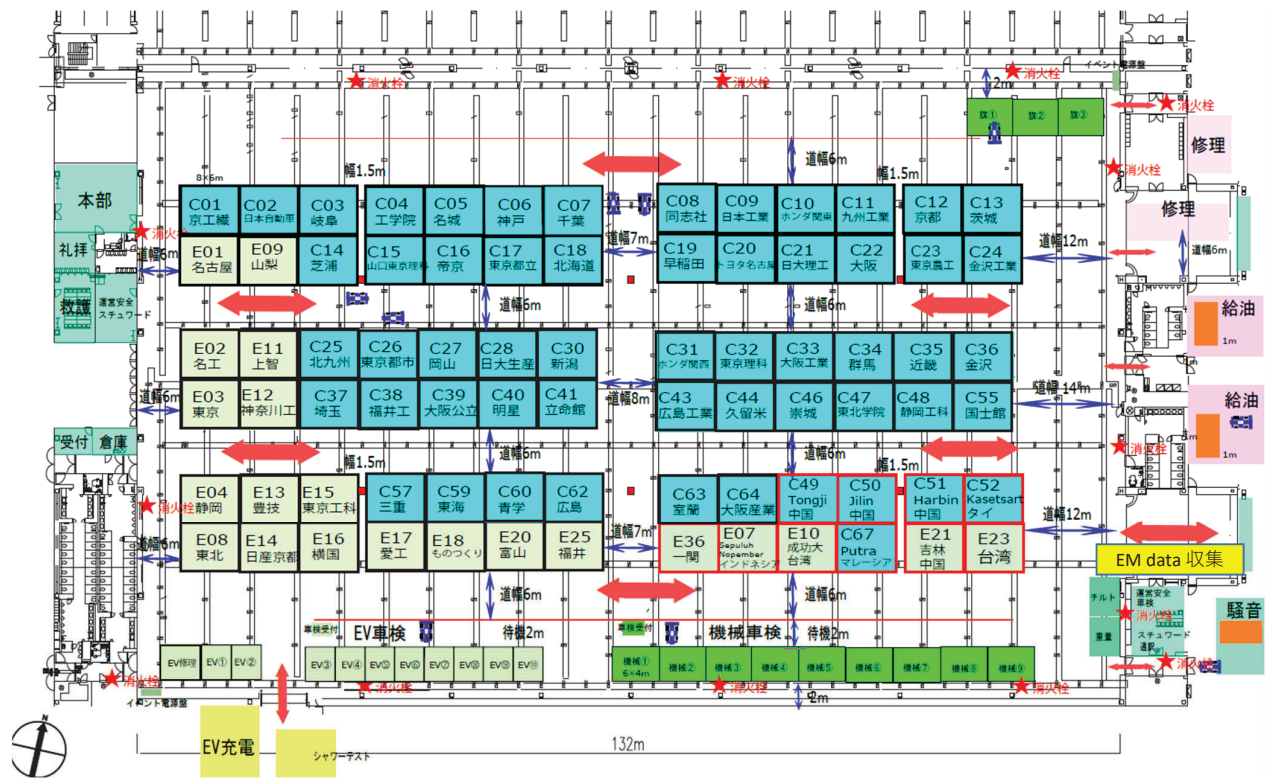 イベント電源盤
消火栓
消火栓
消火栓
消火栓
2m
旗①
旗②
旗③
修理
道幅6m
消火栓
幅1.5m
幅1.5m
8×6m
本部
C01
京工繊
C02
日本自動車
C03
岐阜
C04
工学院
C05
名城
C06
神戸
C07
千葉
C08
同志社
C09
日本工業
C10
ホンダ関東
C11
九州工業
C12
京都
C13
茨城
修理
消火栓
礼拝
道幅6m
E01
名古屋
E09
山梨
C14
芝浦
C15
山口東京理科
C16
帝京
C17
東京都立
C18
北海道
道幅7m
C19
早稲田
C20
トヨタ名古屋
C21
日大理工
C22
大阪
C23
東京農工
C24
金沢工業
道幅12m
道幅6m
救護
運営安全
スチュワード
道幅6m
道幅6m
給油
1m
E02
名工
E11
上智
C25
北九州
C26
東京都市
C27
岡山
C28
日大生産
C30
新潟
C31
ホンダ関西
C32
東京理科
C33
大阪工業
C34
群馬
C35
近畿
C36
金沢
道幅6m
E03
東京
E12
神奈川工
C37
埼玉
C38
福井工
C39
大阪公立
C40
明星
C41
立命館
道幅8m
C43
広島工業
C44
久留米
C46
崇城
C47
東北学院
C48
静岡工科
C55
国士館
道幅14m
給油
1m
1m
受付
倉庫
道幅6m
道幅6m
消火栓
幅1.5m
幅1.5m
E04
静岡
E13
豊技
E15
東京工科
C57
三重
C59
東海
C60
青学
C62
広島
C63
室蘭
C64
大阪産業
C49
Tongji
中国
C50
Jilin
中国
C51
Harbin
中国
C52
Kasetsart
タイ
消火栓
道幅12m
道幅6m
E08
東北
E14
日産京都
E16
横国
E17
愛工
E18
ものつくり
E20
富山
E25
福井
道幅7m
E36
一関
E07
Sepuluh
Nopember
インドネシア
E10
成功大
台湾
C67
Putra
マレーシア
E21
吉林
中国
E23
台湾
EM data 収集
道幅6m
道幅6m
チルト
運営安全
車検
騒音
消火栓
車検受付
EV車検
待機2m
車検受付
機械車検
待機2m
重量
スチュワード
通訳
EV修理
EV①
EV②
EV③
EV④
EV⑤
EV⑥
EV⑦
EV⑧
EV⑨
EV⑩
機械①
6×4m
機械②
機械③
機械④
機械⑤
機械⑥
機械⑦
機械⑧
機械⑨
消火栓
消火栓
消火栓
消火栓
消火栓
イベント電源盤
2m
N
EV充電
シャワーテスト
132m